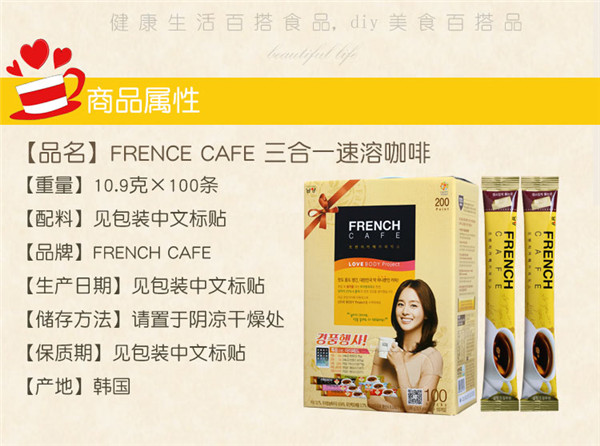 健康生活百搭食品, diy美食百搭品
beautiful life
商品属性
【品名】FRENCE CAFE 三合一速溶咖啡
【重量】10.9克×100条
【配料】见包装中文标贴
【品牌】FRENCH CAFE
【生产日期】见包装中文标贴
【储存方法】请置于阴凉干燥处
【保质期】见包装中文标贴
【产地】韩国
200
FRENCH
CAFE
LOVE BODY Project
경품행사!
100
FRENCH CAFE
FRENCH CAFE